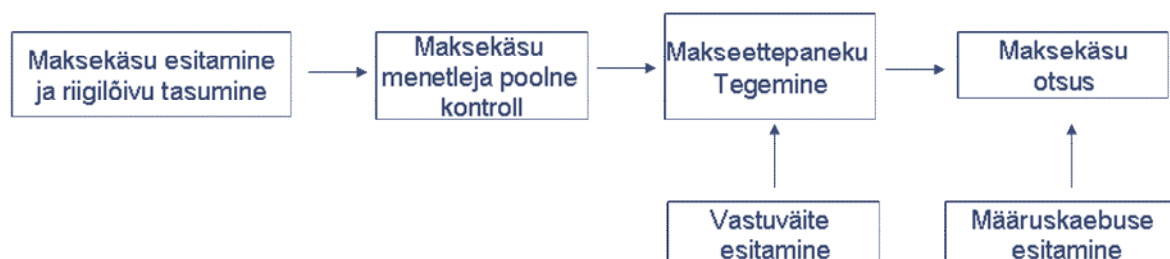 Maksekäsu esitamine
ja riigilõivu tasumine
Maksekäsu
menetleja poolne
kontroll
Makseettepaneku
Tegemine
Maksekäsu
otsus
Vastuväite
esitamine
Määruskaebuse
esitamine